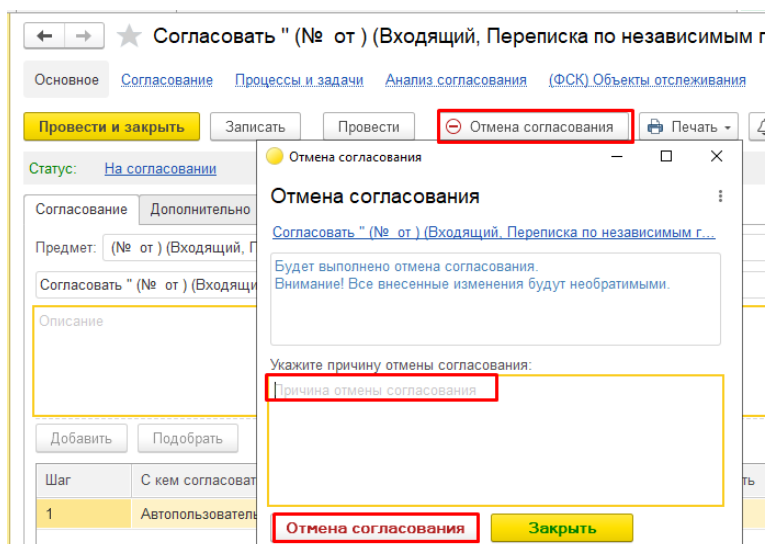 Согласовать " (№ от ) (Входящий, Переписка по независимым г
Основное Согласование Процессы и задачи Анализ согласования (ФСК) Объекты отслеживания
Провести и закрыть Записать Провести Отмена согласования Печать
Отмена согласования
Статус: На согласовании
Отмена согласования
Согласование Дополнительно
Согласовать " (№ от ) (Входящий, Переписка по независимым г...
Предмет: (№ от ) (Входящий, П
Будет выполнено отмена согласования.
Внимание! Все внесенные изменения будут необратимыми.
Согласовать " (№ от ) (Входящи
Описание
Укажите причину отмены согласования:
Причина отмены согласования
Добавить Подобрать
Шаг С кем согласоват ть
1 Автопользователь
Отмена согласования Закрыть